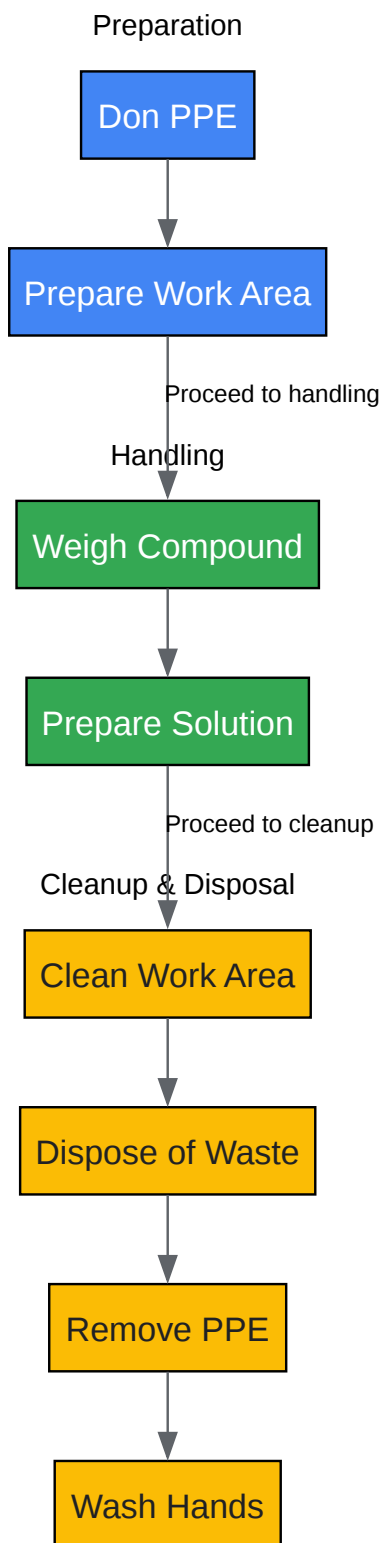 Preparation
Don PPE
Prepare Work Area
Proceed to handling
Handling
Weigh Compound
Prepare Solution
Proceed to cleanup
Cleanup & Disposal
Clean Work Area
Dispose of Waste
Remove PPE
Wash Hands